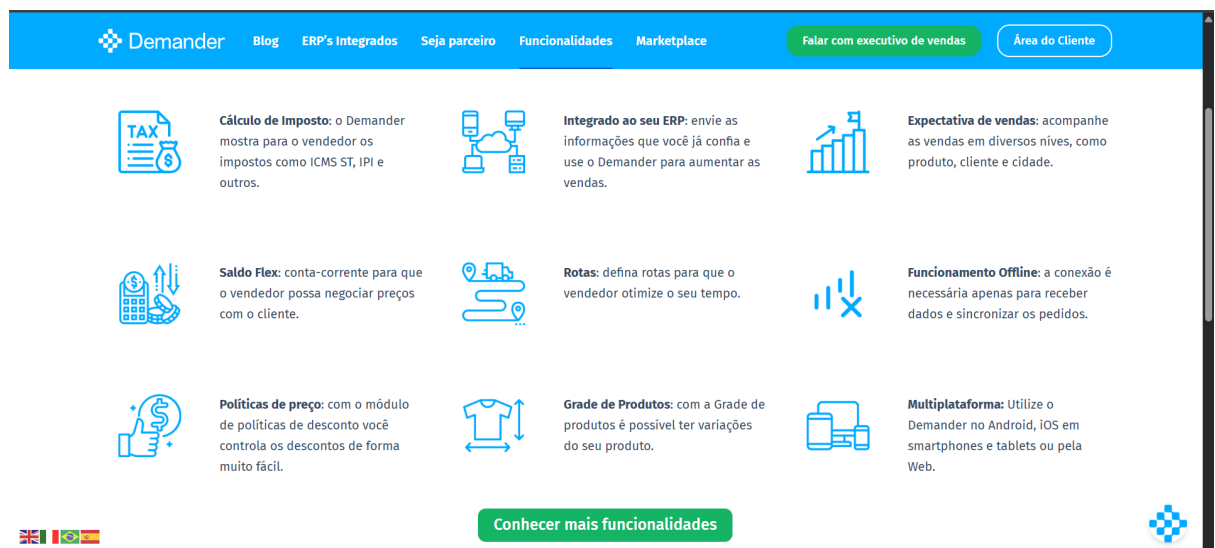 Demander
Blog
ERP's Integrados
Seja parceiro
Funcionalidades
Marketplace
Falar com executivo de vendas
Área do Cliente
TAX
$
Cálculo de Imposto: o Demander
mostra para o vendedor os
impostos como ICMS ST, IPI e
outros.
Integrado ao seu ERP: envie as
informações que você já confia e
use o Demander para aumentar as
vendas.
Expectativa de vendas: acompanhe
as vendas em diversos níves, como
produto, cliente e cidade.
$
Saldo Flex: conta-corrente para que
o vendedor possa negociar preços
com o cliente.
Rotas: defina rotas para que o
vendedor otimize o seu tempo.
Funcionamento Offline: a conexão é
necessária apenas para receber
dados e sincronizar os pedidos.
$
Políticas de preço: com o módulo
de políticas de desconto você
controla os descontos de forma
muito fácil.
Grade de Produtos: com a Grade de
produtos é possível ter variações
do seu produto.
Multiplataforma: Utilize o
Demander no Android, iOS em
smartphones e tablets ou pela
Web.
Conhecer mais funcionalidades